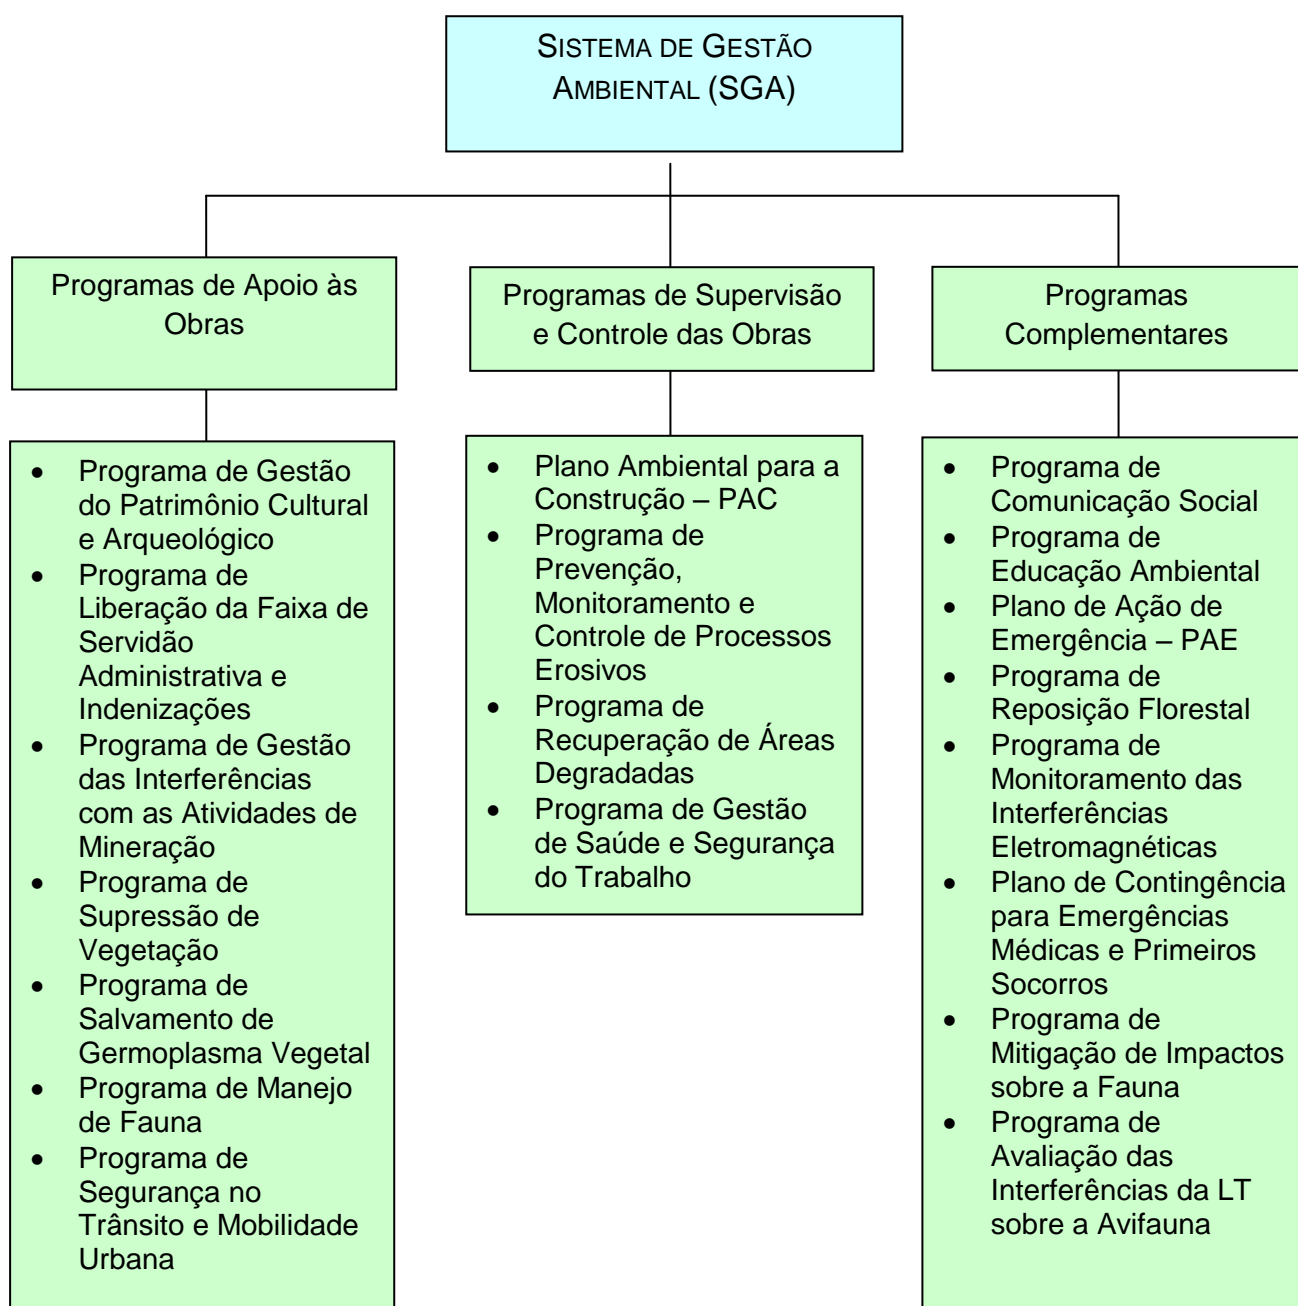 SISTEMA DE GESTÃO
AMBIENTAL (SGA)
Programas de Apoio às
Obras
Programas de Supervisão
e Controle das Obras
Programas
Complementares
• Programa de Gestão
do Patrimônio Cultural
e Arqueológico
• Programa de
Liberação da Faixa de
Servidão
Administrativa e
Indenizações
• Programa de Gestão
das Interferências
com as Atividades de
Mineração
• Programa de
Supressão de
Vegetação
• Programa de
Salvamento de
Germoplasma Vegetal
• Programa de Manejo
de Fauna
• Programa de
Segurança no
Trânsito e Mobilidade
Urbana
• Plano Ambiental para a
Construção – PAC
• Programa de
Prevenção,
Monitoramento e
Controle de Processos
Erosivos
• Programa de
Recuperação de Áreas
Degradadas
• Programa de Gestão
de Saúde e Segurança
do Trabalho
• Programa de
Comunicação Social
• Programa de
Educação Ambiental
• Plano de Ação de
Emergência – PAE
• Programa de
Reposição Florestal
• Programa de
Monitoramento das
Interferências
Eletromagnéticas
• Plano de Contingência
para Emergências
Médicas e Primeiros
Socorros
• Programa de
Mitigação de Impactos
sobre a Fauna
• Programa de
Avaliação das
Interferências da LT
sobre a Avifauna